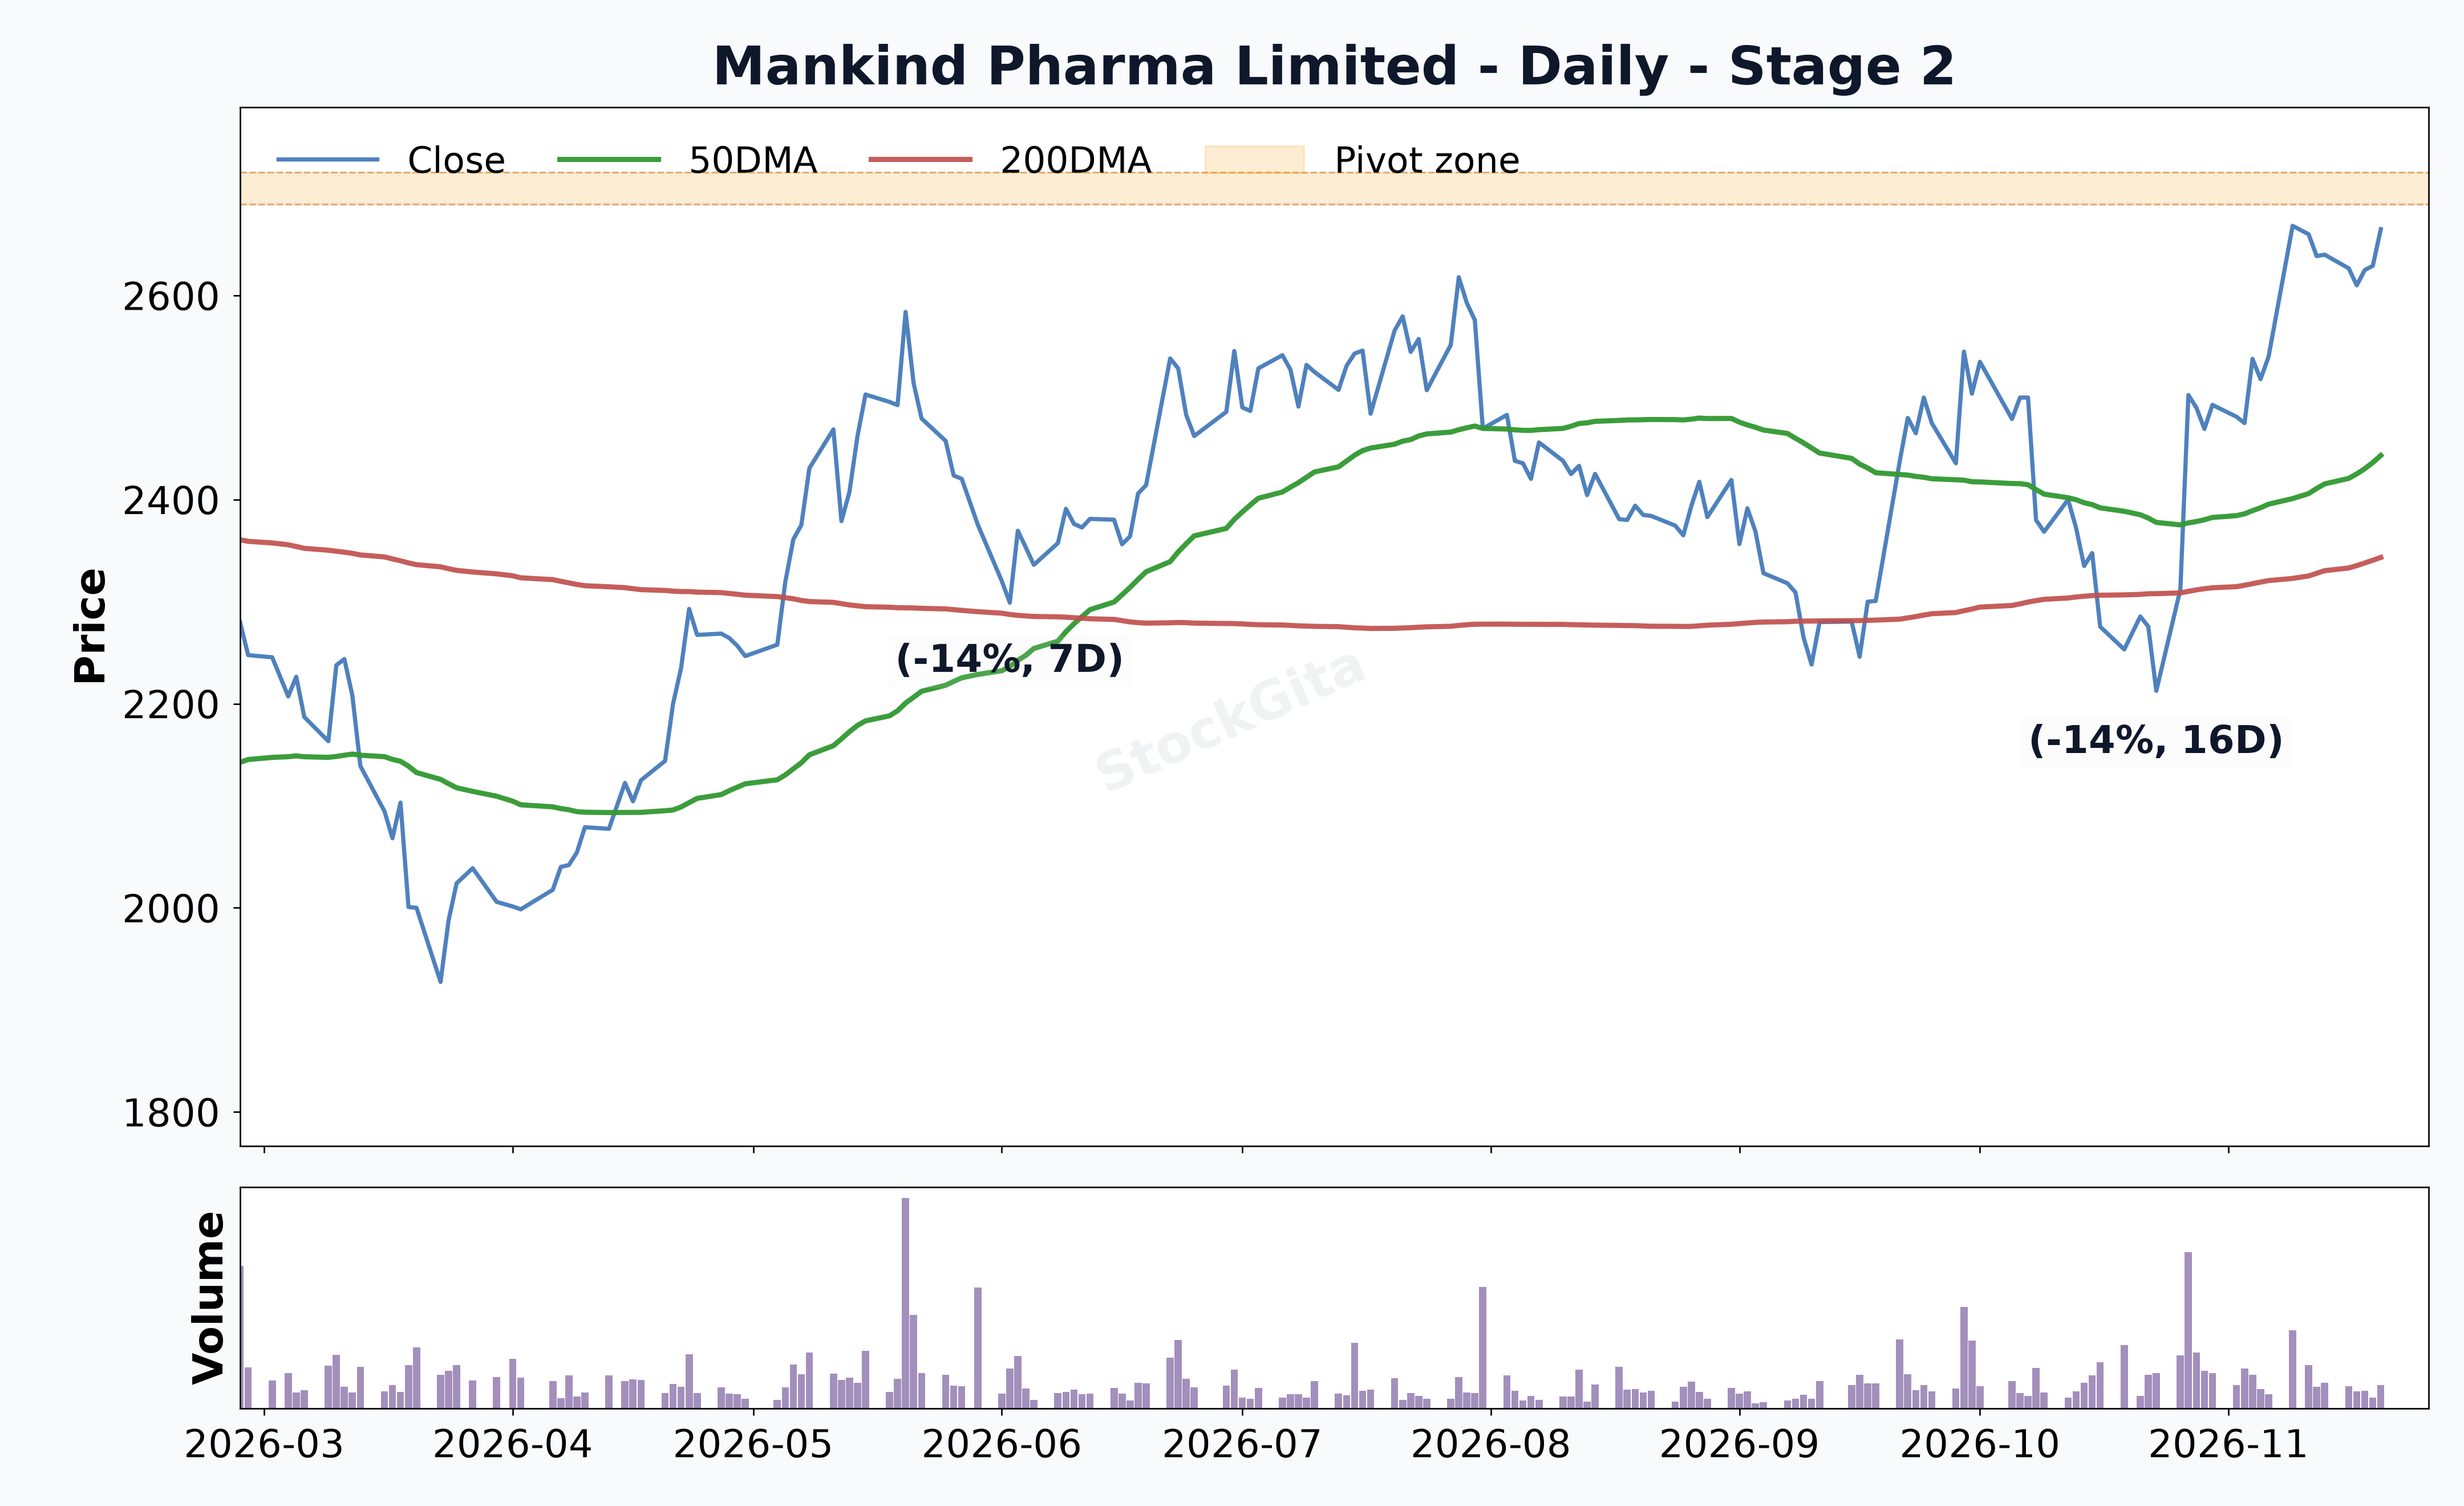 Mankind Pharma Limited - Daily - Stage 2
Close 50DMA 200DMA Pivot zone
Price
2600
2400
2200
2000
1800
(-14%, 7D)
StockGita
(-14%, 16D)
Volume
2026-03 2026-04 2026-05 2026-06 2026-07 2026-08 2026-09 2026-10 2026-11